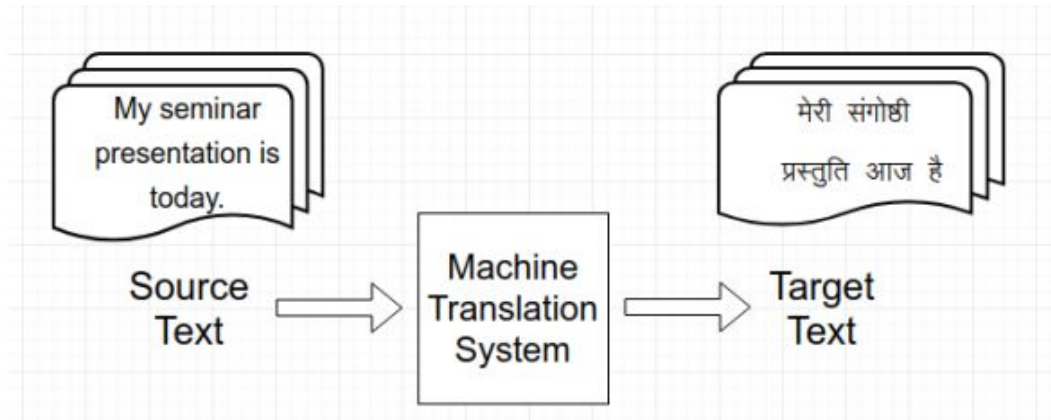 My seminar
presentation is
today.
मेरी संगोष्ठी
प्रस्तुति आज है
Source
Text
Machine
Translation
System
Target
Text